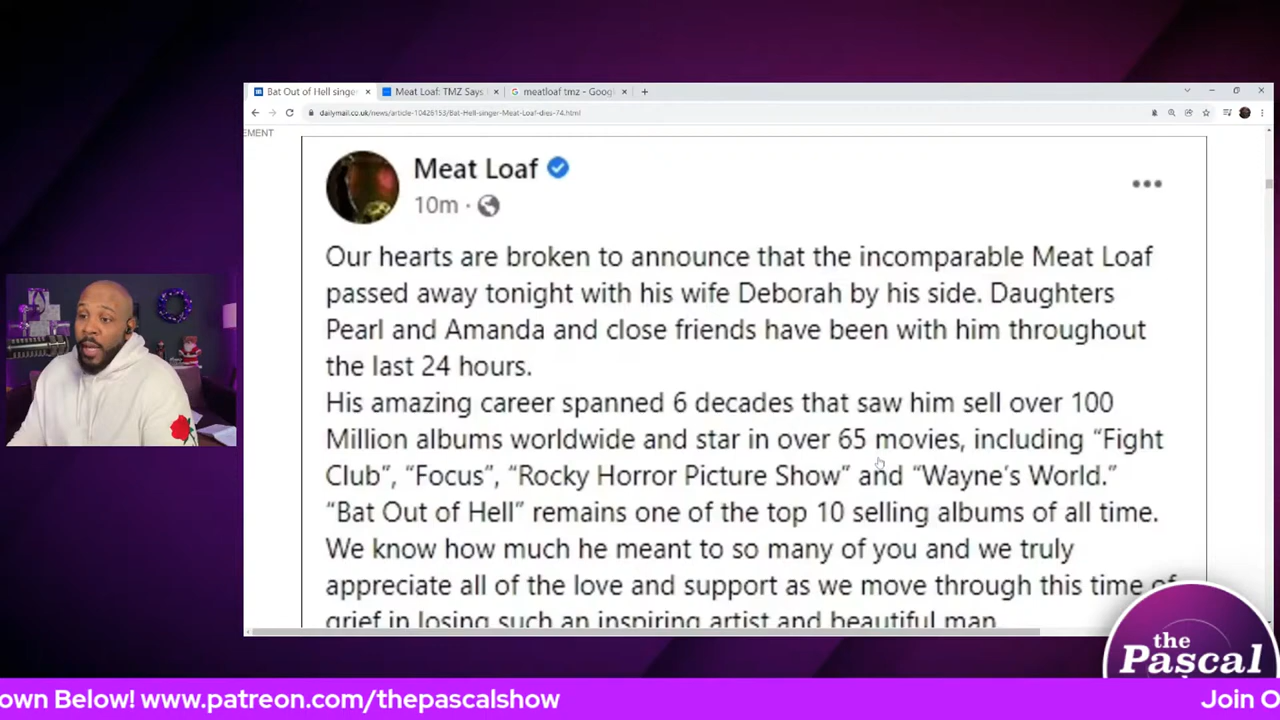 Bat Out of Hell singer
Meat Loaf: TMZ Says
meatloaf tmz - Goog
dailymail.co.uk/news/article-10426153/Bat-Hell-singer-Meat-Loaf-dies-74.html
EMENT
Meat Loaf
10m
Our hearts are broken to announce that the incomparable Meat Loaf
passed away tonight with his wife Deborah by his side. Daughters
Pearl and Amanda and close friends have been with him throughout
the last 24 hours.
His amazing career spanned 6 decades that saw him sell over 100
Million albums worldwide and star in over 65 movies, including “Fight
Club”, “Focus”, “Rocky Horror Picture Show” and “Wayne’s World.”
“Bat Out of Hell” remains one of the top 10 selling albums of all time.
We know how much he meant to so many of you and we truly
appreciate all of the love and support as we move through this time of
grief in losing such an inspiring artist and beautiful man
the
Pascal
own Below! www.patreon.com/thepascalshow
Join O